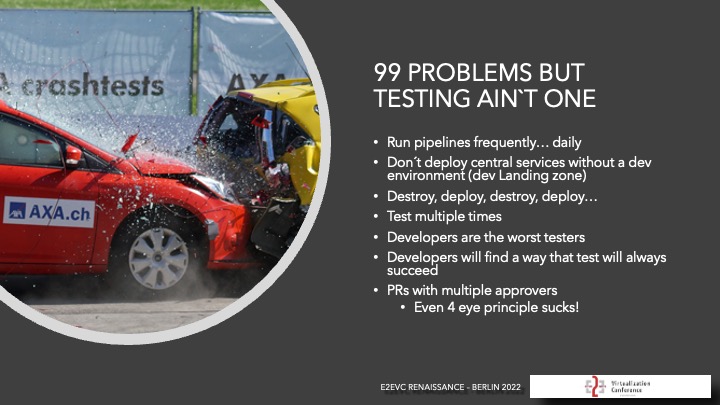 A crashtests
AXA
AXA.ch
99 PROBLEMS BUT
TESTING AIN`T ONE
• Run pipelines frequently… daily
• Don´t deploy central services without a dev
environment (dev Landing zone)
• Destroy, deploy, destroy, deploy…
• Test multiple times
• Developers are the worst testers
• Developers will find a way that test will always
succeed
• PRs with multiple approvers
• Even 4 eye principle sucks!
E2EVC RENAISSANCE - BERLIN 2022
Virtualization
Conference